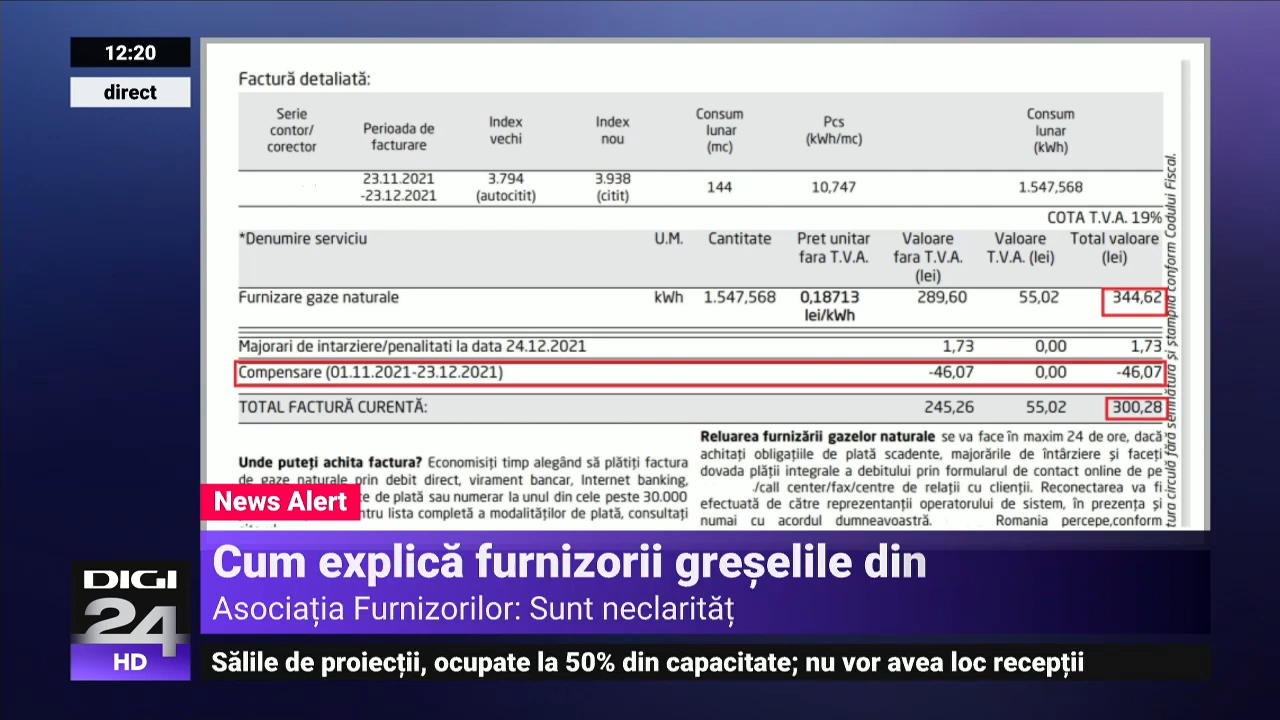 12:20
direct
Factură detaliată:
Serie contor/ corector
Perioada de facturare
Index vechi
Index nou
Consum lunar (mc)
Pcs (kWh/mc)
Consum lunar (kWh)
23.11.2021 -23.12.2021
3.794 (autocitit)
3.938 (citit)
144
10,747
1.547,568
COTA T.V.A. 19%
*Denumire serviciu
U.M.
Cantitate
Pret unitar fara T.V.A.
Valoare fara T.V.A. (lei)
Valoare T.V.A. (lei)
Total valoare (lei)
Furnizare gaze naturale kWh 1.547,568 0,18713 lei/kWh 289,60 55,02 344,62
Majorari de intarziere/penalitati la data 24.12.2021 1,73 0,00 1,73
Compensare (01.11.2021-23.12.2021) -46,07 0,00 -46,07
TOTAL FACTURĂ CURENTĂ: 245,26 55,02 300,28
Unde puteți achita factura? Economisiți timp alegând să plătiți factura
de gaze naturale prin debit direct, virament bancar, Internet banking,
de plată sau numerar la unul din cele peste 30.000
lista completă a modalităților de plată, consultați
Reluarea furnizării gazelor naturale se va face în maxim 24 de ore, dacă
achitați obligațiile de plată scadente, majorările de întârziere și faceți
dovada plății integrale a debitului prin formularul de contact online de pe
/call center/fax/centre de relații cu clienții. Reconectarea va fi
efectuată de către reprezentanții operatorului de sistem, în prezența și
numai cu acordul dumneavoastră. Romania percepe,conform
tura circulă fără semnătura și ștampila conform Codului Fiscal.
News Alert
Cum explică furnizorii greșelile din
Asociația Furnizorilor: Sunt neclarităț
DIGI
24
HD
Sălile de proiecții, ocupate la 50% din capacitate; nu vor avea loc recepții